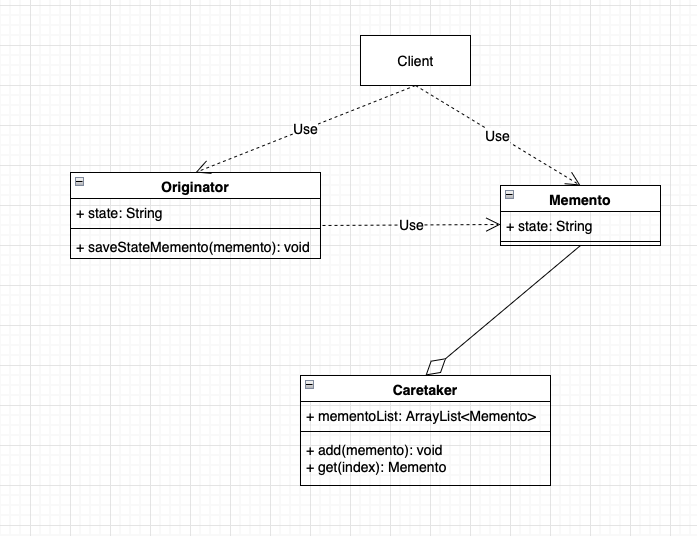 Client
Use
Use
Originator
+ state: String
+ saveStateMemento(memento): void
Use
Memento
+ state: String
Caretaker
+ mementoList: ArrayList<Memento>
+ add(memento): void
+ get(index): Memento